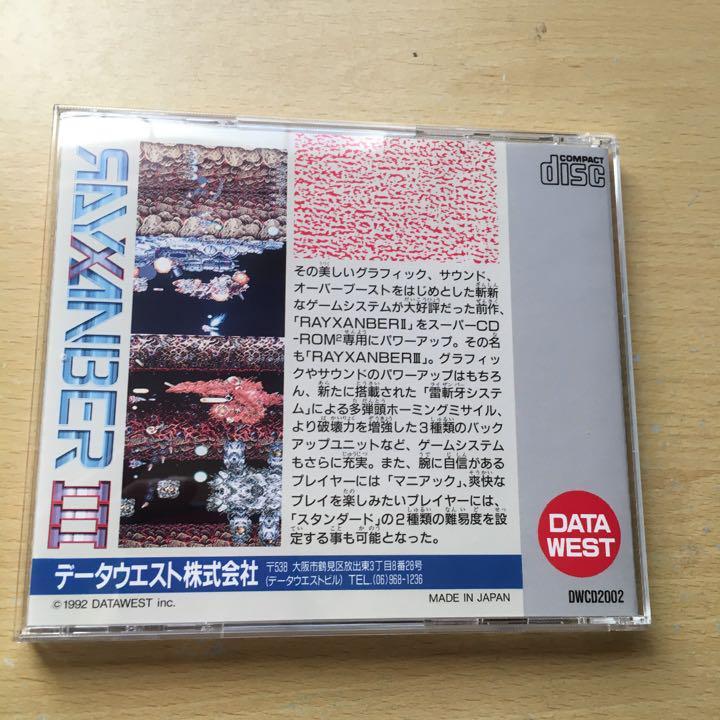 RAYXANBER III
COMPACT
disc
その美しいグラフィック、サウンド、
オーバーブーストをはじめとした斬新
なゲームシステムが大好評だった前作、
「RAYXANBERⅡ」をスーパーCD
-ROM²専用にパワーアップ。その名
も「RAYXANBERⅢ」。グラフィッ
クやサウンドのパワーアップはもちろ
ん、新たに搭載された「雷斬牙システ
ム」による多弾頭ホーミングミサイル、
より破壊力を増強した3種類のバック
アップユニットなど、ゲームシステム
もさらに充実。また、腕に自信がある
プレイヤーには「マニアック」、爽快な
プレイを楽しみたいプレイヤーには、
「スタンダード」の2種類の難易度を設
定する事も可能となった。
DATA
WEST
データウエスト株式会社
〒538 大阪市鶴見区放出東3丁目8番28号
(データウエストビル) TEL.(06)968-1236
© 1992 DATAWEST inc.
MADE IN JAPAN
DWCD2002